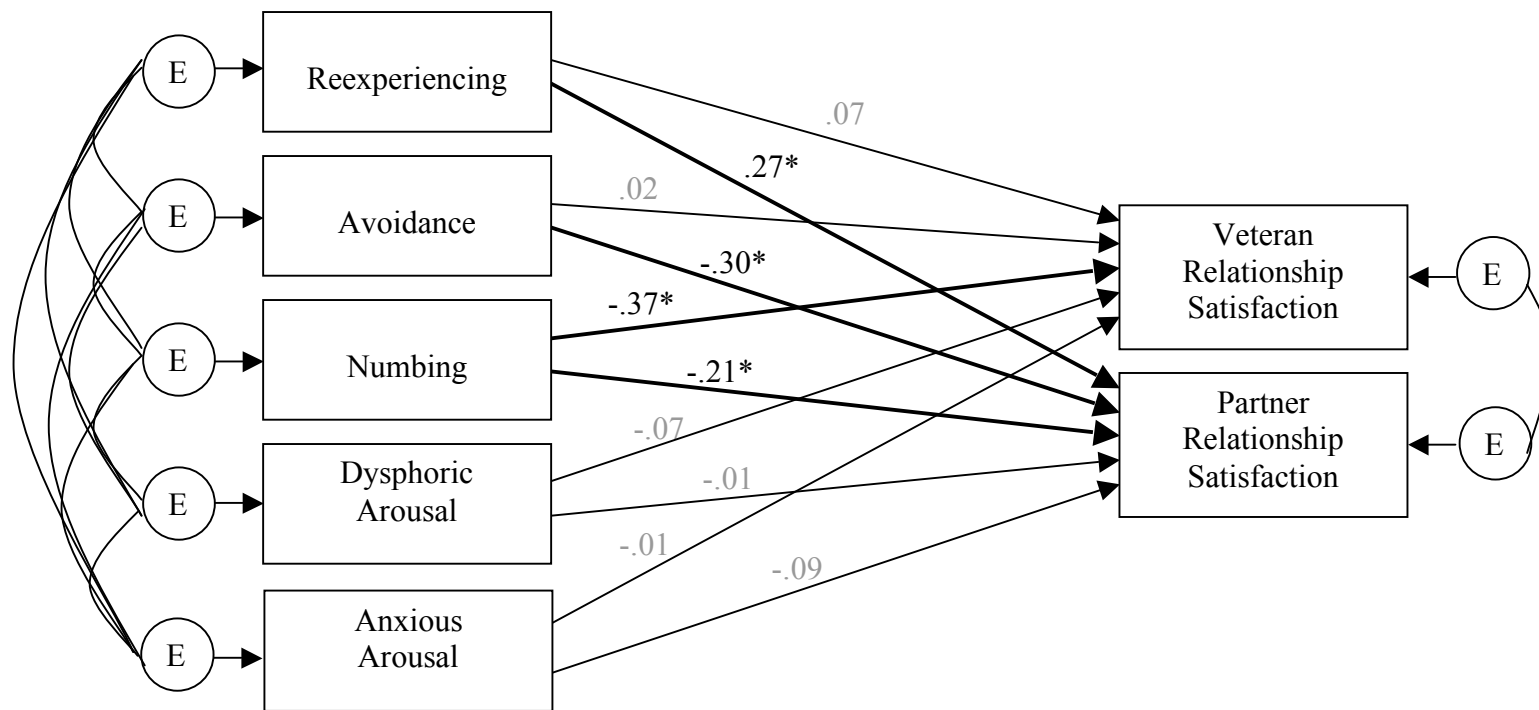 E
Reexperiencing
.07
.27*
E
Avoidance
.02
-.30*
Veteran
Relationship
Satisfaction
E
E
Numbing
-.37*
-.21*
Partner
Relationship
Satisfaction
E
E
Dysphoric
Arousal
-.07
-.01
E
Anxious
Arousal
-.01
-.09